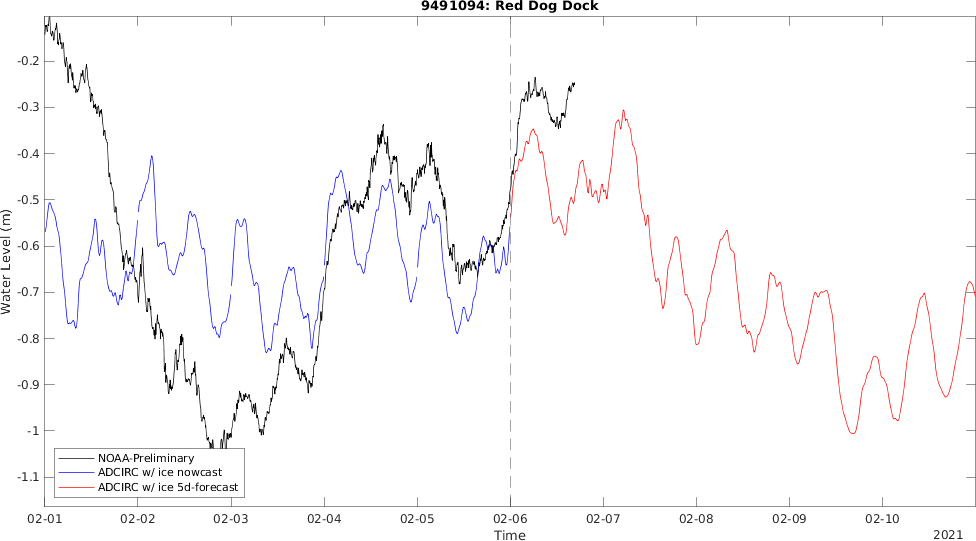 9491094: Red Dog Dock
-0.2
-0.3
-0.4
-0.5
-0.6
-0.7
-0.8
-0.9
-1
-1.1
Water Level (m)
NOAA-Preliminary
ADCIRC w/ ice nowcast
ADCIRC w/ ice 5d-forecast
02-01 02-02 02-03 02-04 02-05 02-06 02-07 02-08 02-09 02-10
Time
2021